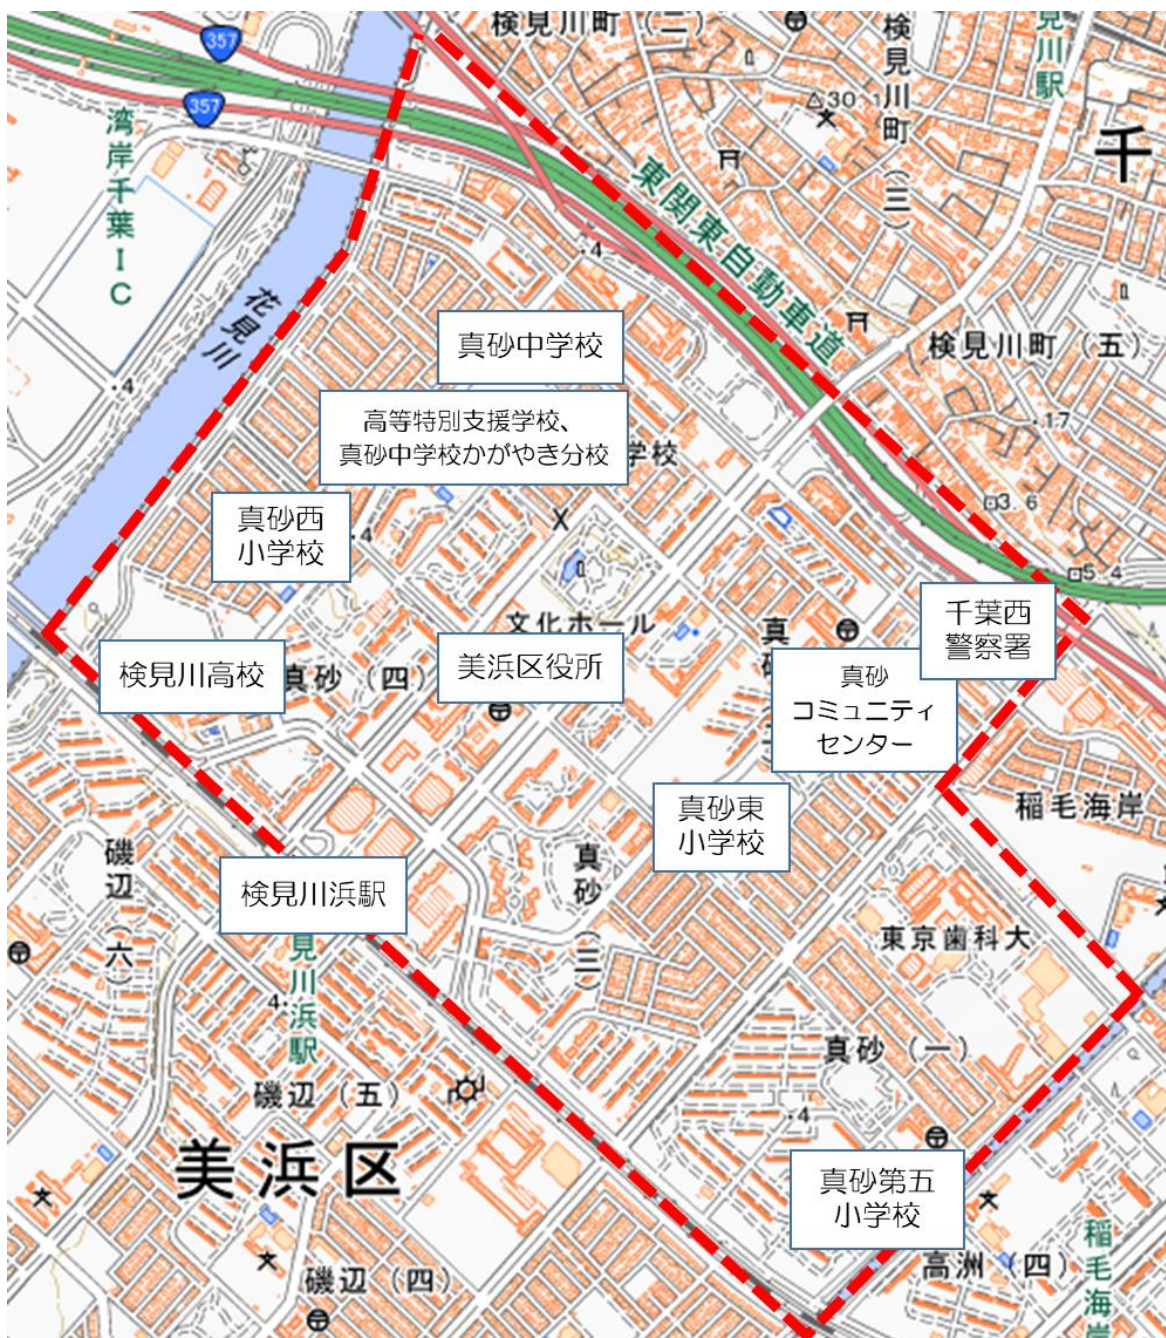 検見川町（二）
357
検見川町（三）
見川駅
357
30.1
千
湾岸千葉IC
東関東自動車道
4
花見川
真砂中学校
検見川町（五）
4
高等特別支援学校、
真砂中学校かがやき分校
学校
17
真砂西
小学校
4
3.6
5.4
文化ホール
千葉西
警察署
検見川高校
真砂（四）
美浜区役所
真砂
コミュニティ
センター
真砂東
小学校
稲毛海岸
磯辺（六）
検見川浜駅
真砂（三）
見川浜駅
東京歯科大
4
真砂（一）
磯辺（五）
4
美浜区
真砂第五
小学校
高洲（四）
磯辺（四）
稲毛海岸